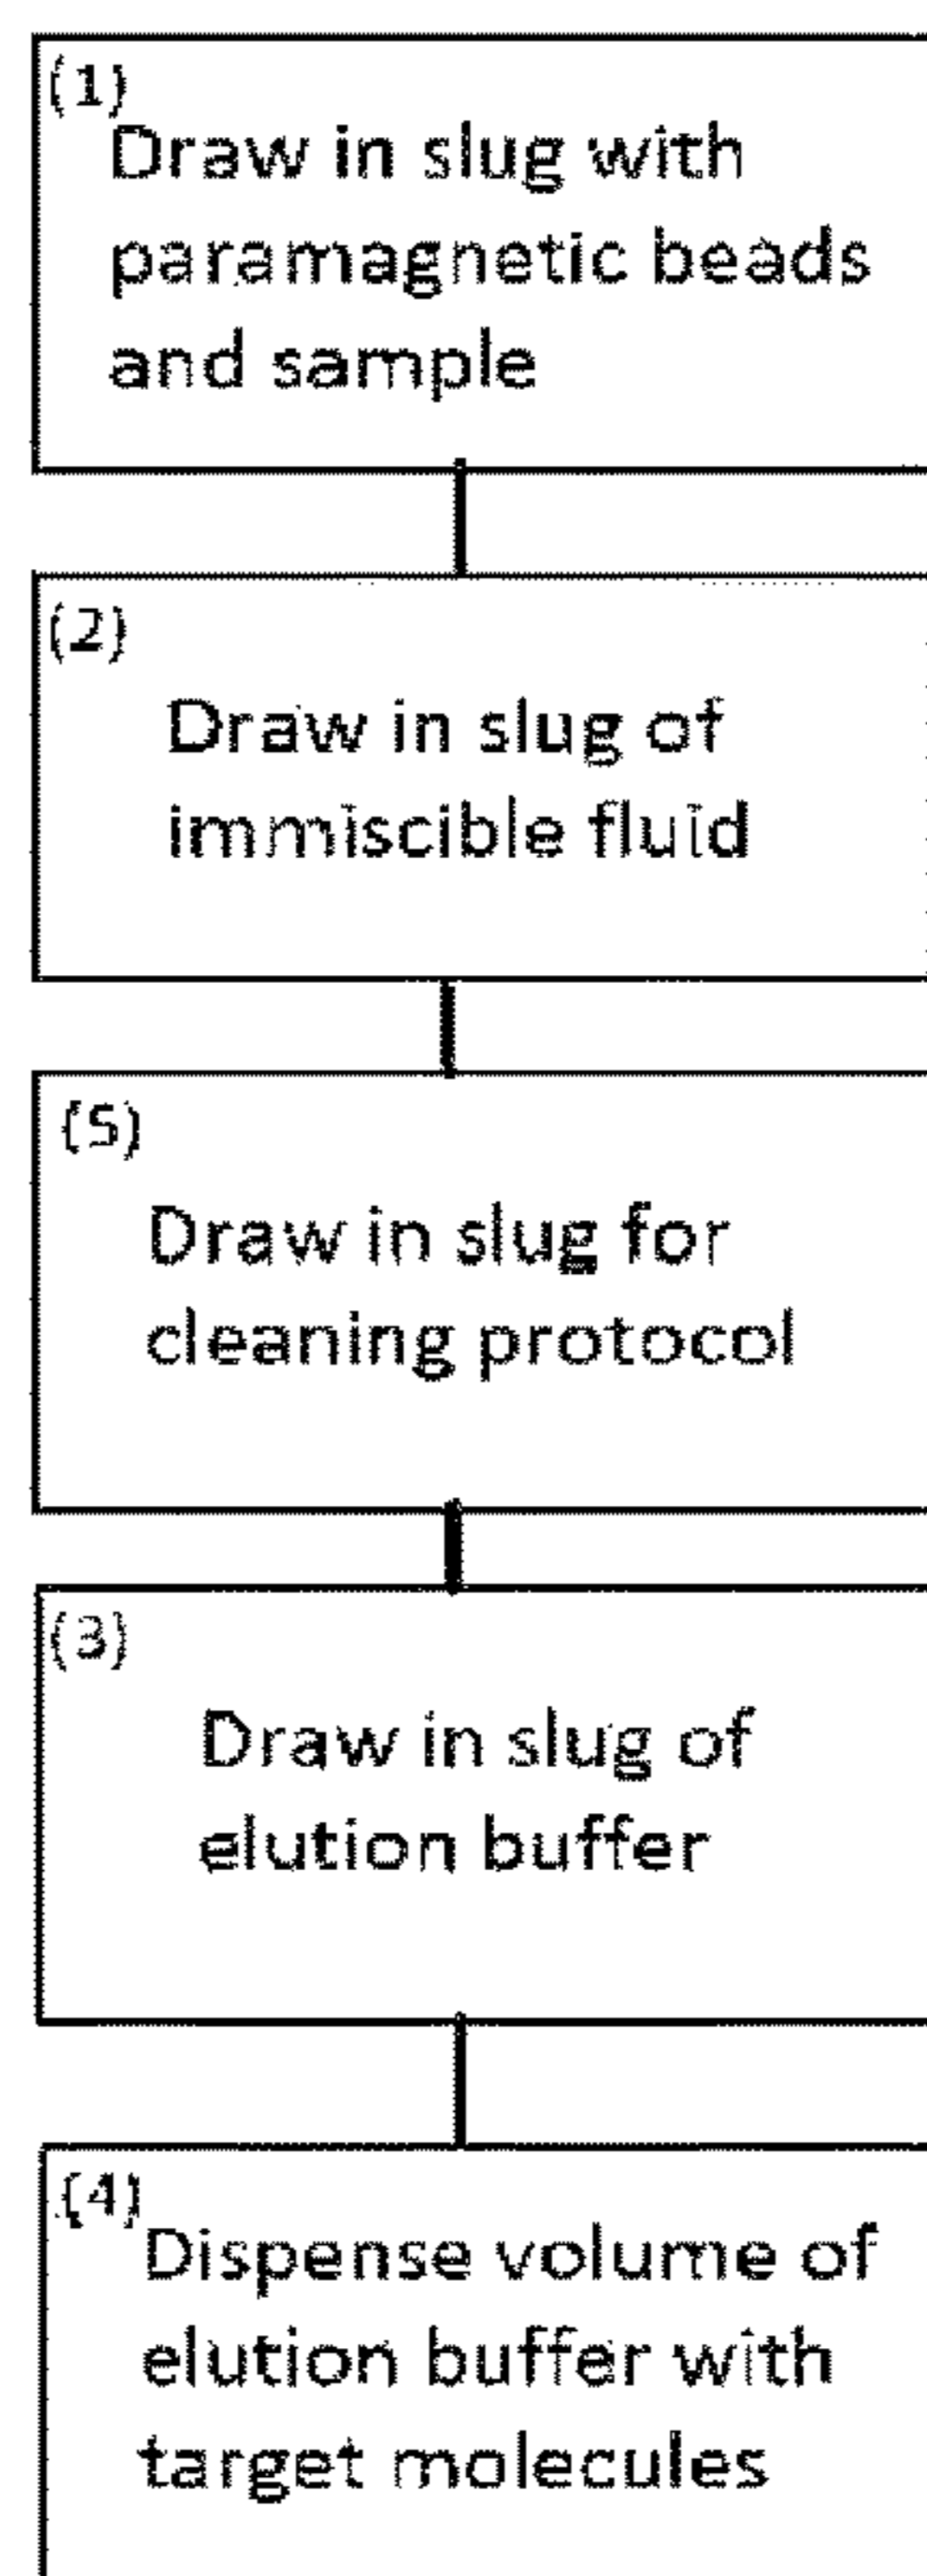 (1)
Draw in slug with
paramagnetic beads
and sample
(2)
Draw in slug of
immiscible fluid
(5)
Draw in slug for
cleaning protocol
(3)
Draw in slug of
elution buffer
(4)
Dispense volume of
elution buffer with
target molecules